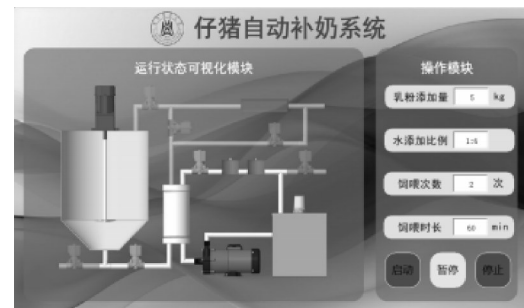 仔猪自动补奶系统
运行状态可视化模块
操作模块
乳粉添加量 5 kg
水添加比例 1:6
饲喂次数 2 次
饲喂时长 60 min
启动 暂停 停止